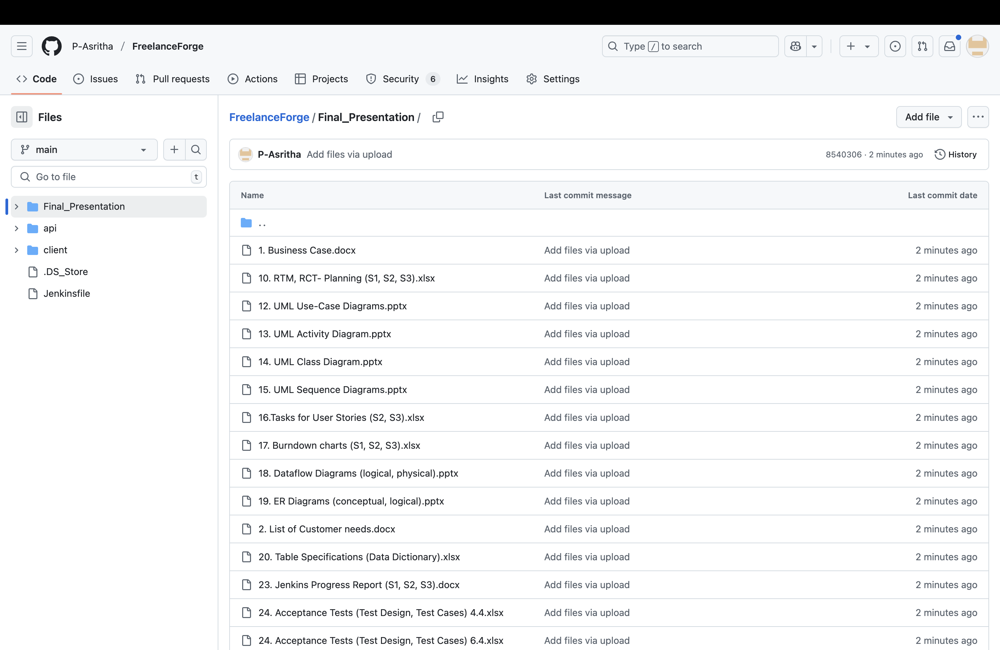 P-Asritha / FreelanceForge
Type / to search
Code Issues Pull requests Actions Projects Security 6 Insights Settings
Files
main
Go to file t
Final_Presentation
api
client
.DS_Store
Jenkinsfile
FreelanceForge / Final_Presentation /
Add file
P-Asritha Add files via upload 8540306 · 2 minutes ago History
Name Last commit message Last commit date
..
1. Business Case.docx Add files via upload 2 minutes ago
10. RTM, RCT- Planning (S1, S2, S3).xlsx Add files via upload 2 minutes ago
12. UML Use-Case Diagrams.pptx Add files via upload 2 minutes ago
13. UML Activity Diagram.pptx Add files via upload 2 minutes ago
14. UML Class Diagram.pptx Add files via upload 2 minutes ago
15. UML Sequence Diagrams.pptx Add files via upload 2 minutes ago
16.Tasks for User Stories (S2, S3).xlsx Add files via upload 2 minutes ago
17. Burndown charts (S1, S2, S3).xlsx Add files via upload 2 minutes ago
18. Dataflow Diagrams (logical, physical).pptx Add files via upload 2 minutes ago
19. ER Diagrams (conceptual, logical).pptx Add files via upload 2 minutes ago
2. List of Customer needs.docx Add files via upload 2 minutes ago
20. Table Specifications (Data Dictionary).xlsx Add files via upload 2 minutes ago
23. Jenkins Progress Report (S1, S2, S3).docx Add files via upload 2 minutes ago
24. Acceptance Tests (Test Design, Test Cases) 4.4.xlsx Add files via upload 2 minutes ago
24. Acceptance Tests (Test Design, Test Cases) 6.4.xlsx Add files via upload 2 minutes ago